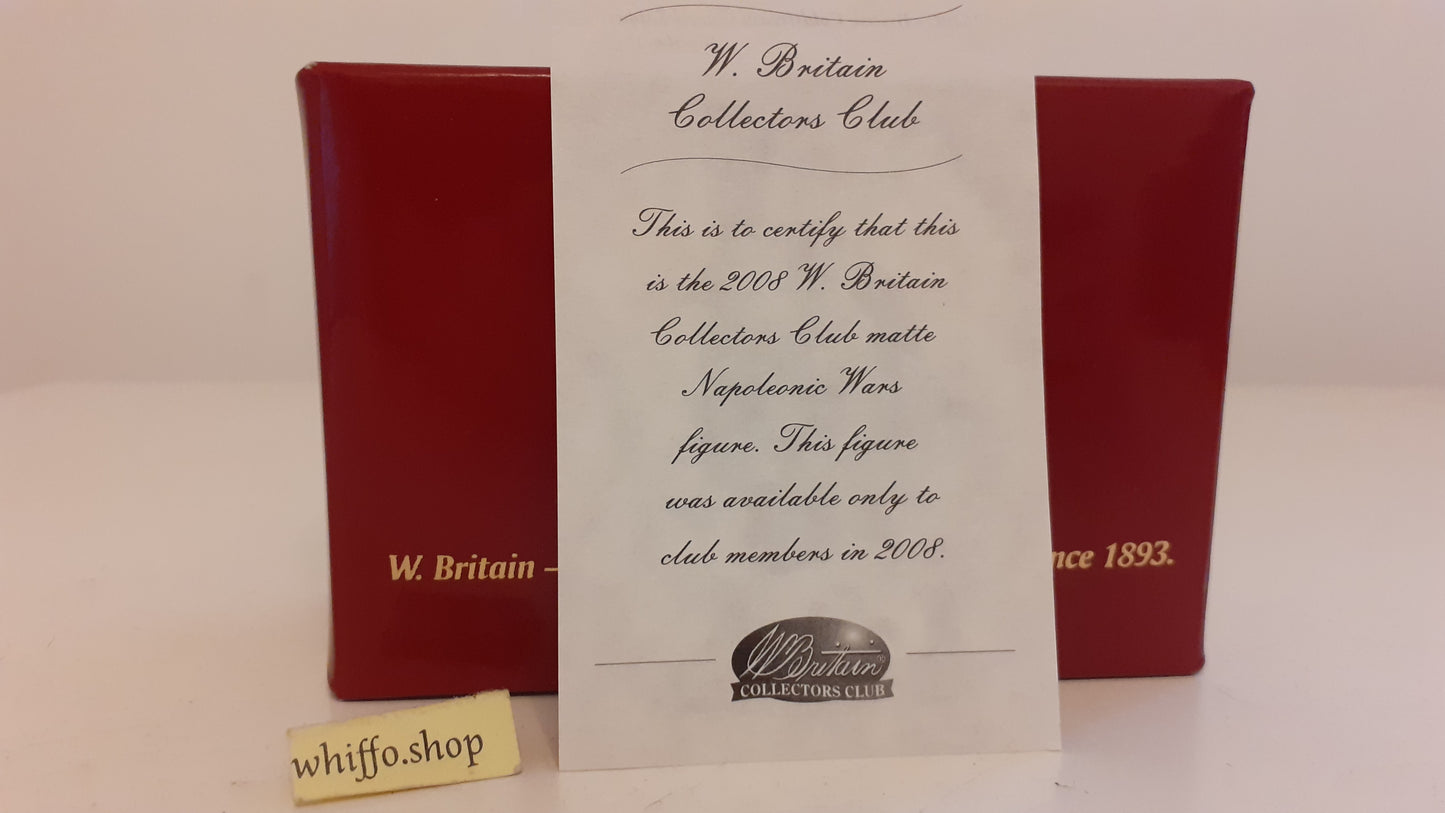 W. Britain
Collectors Club
This is to certify that this
is the 2008 W. Britain
Collectors Club matte
Napoleonic Wars
figure. This figure
was available only to
club members in 2008.
W. Britain –
nce 1893.
WBritain®
COLLECTORS CLUB
whiffo.shop